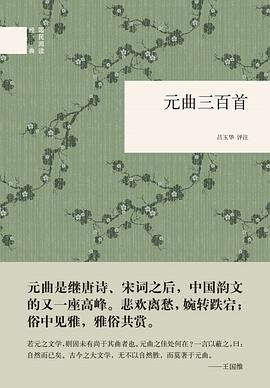 国民阅读
经典
元曲三百首
吕玉华 评注
元曲是继唐诗、宋词之后，中国韵文
的又一座高峰。悲欢离愁，婉转跌宕；
俗中见雅，雅俗共赏。
若元之文学，则固未有尚于其曲者也。元曲之佳处何在？一言以蔽之，曰：
自然而已矣。古今之大文学，无不以自然胜，而莫著于元曲。
——王国维